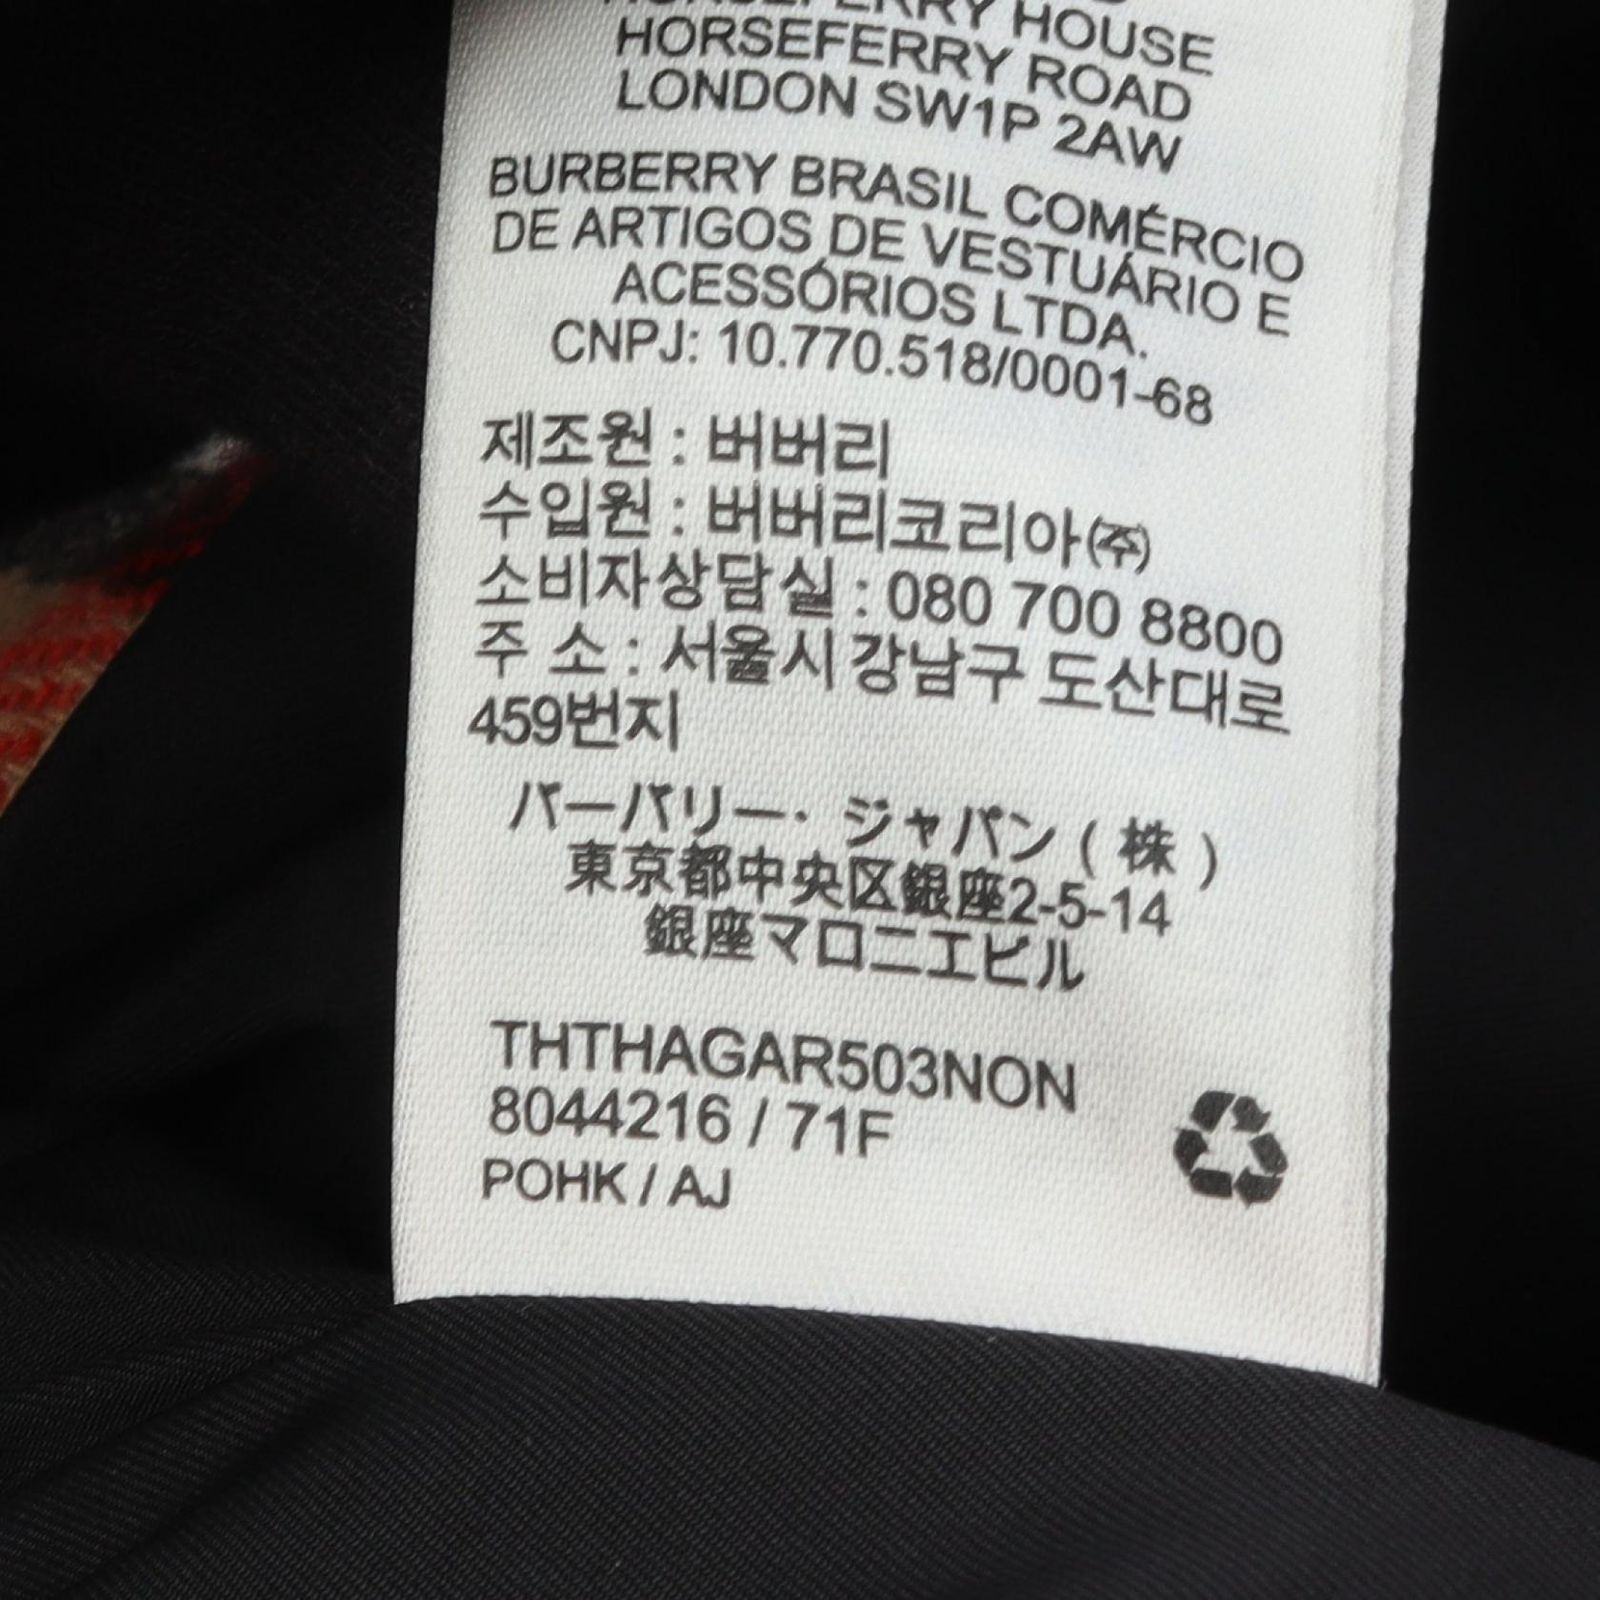 HORSEFERRY HOUSE
HORSEFERRY ROAD
LONDON SW1P 2AW
BURBERRY BRASIL COMÉRCIO
DE ARTIGOS DE VESTUÁRIO E
ACESSÓRIOS LTDA.
CNPJ: 10.770.518/0001-68
제조원 : 버버리
수입원 : 버버리코리아㈜
소비자상담실 : 080 700 8800
주 소 : 서울시 강남구 도산대로
459번지
バーバリー・ジャパン ( 株 )
東京都中央区銀座2-5-14
銀座マロニエビル
THTHAGAR503NON
8044216 / 71F
POHK / AJ